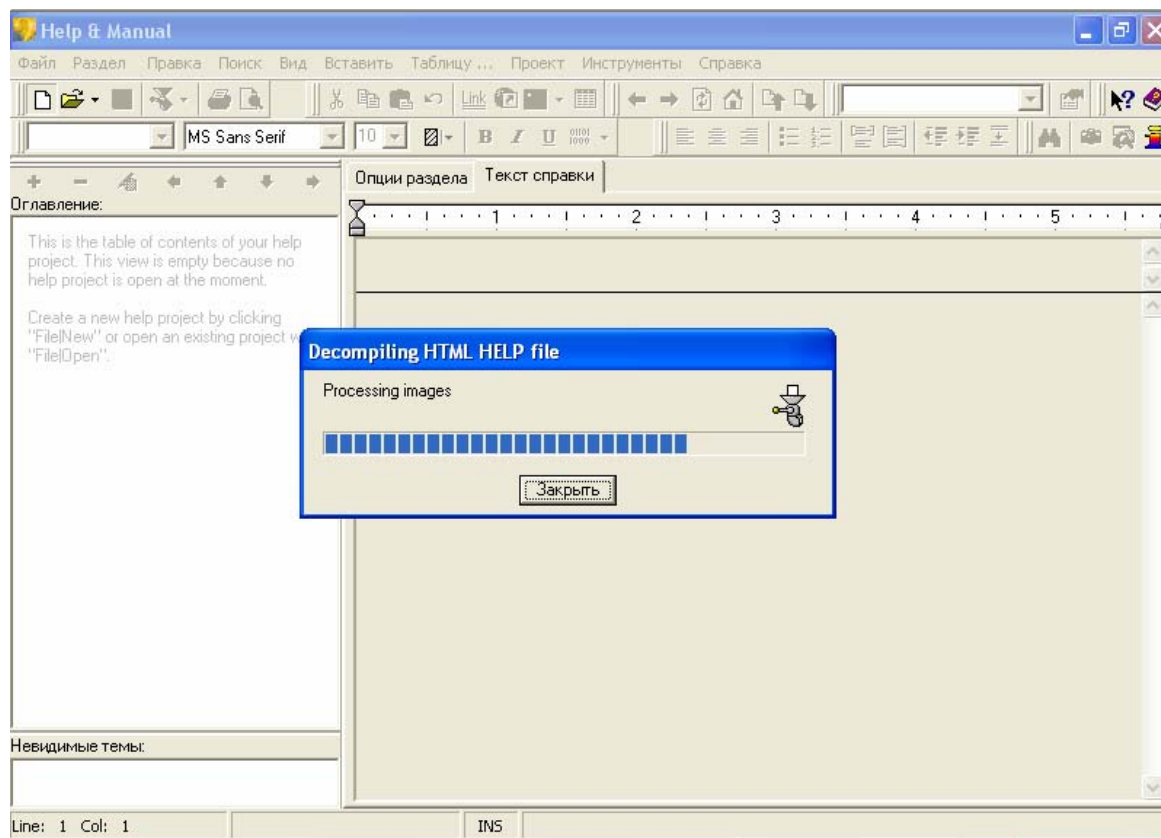 Help & Manual
Файл Раздел Правка Поиск Вид Вставить Таблицу ... Проект Инструменты Справка
Link
MS Sans Serif 10 B I U
Опции раздела Текст справки
Оглавление:
1 2 3 4 5
This is the table of contents of your help
project. This view is empty because no
help project is open at the moment.
Create a new help project by clicking
"File|New" or open an existing project
"File|Open".
Decompiling HTML HELP file
Processing images
Закрыть
Невидимые темы:
Line: 1 Col: 1 INS